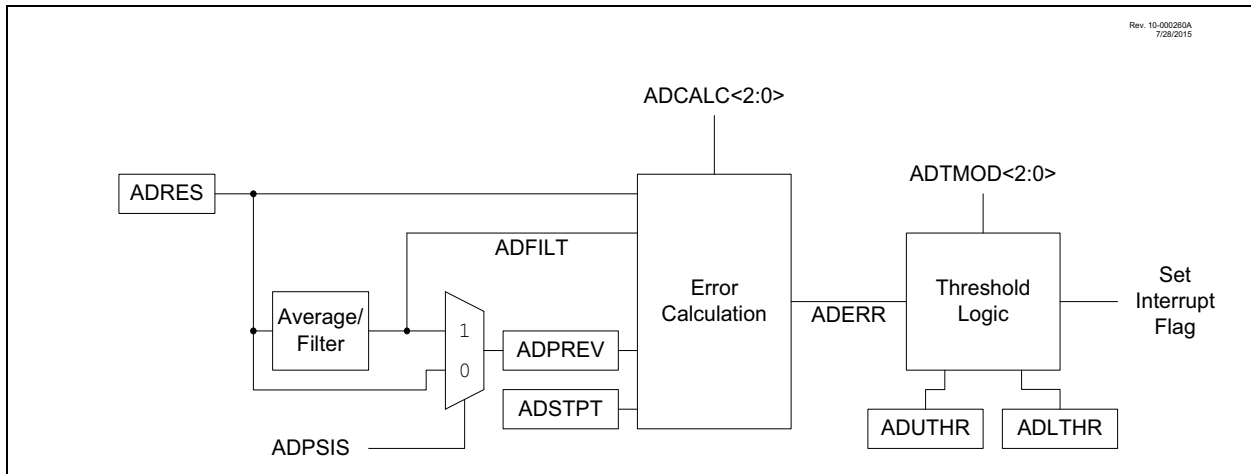 Rev. 10-000260A
7/28/2015
ADCALC<2:0>
ADRES
ADTMOD<2:0>
ADFILT
Average/
Filter
1
0
ADPREV
ADSTPT
ADPSIS
Error
Calculation
ADERR
Threshold
Logic
Set
Interrupt
Flag
ADUTHR
ADLTHR